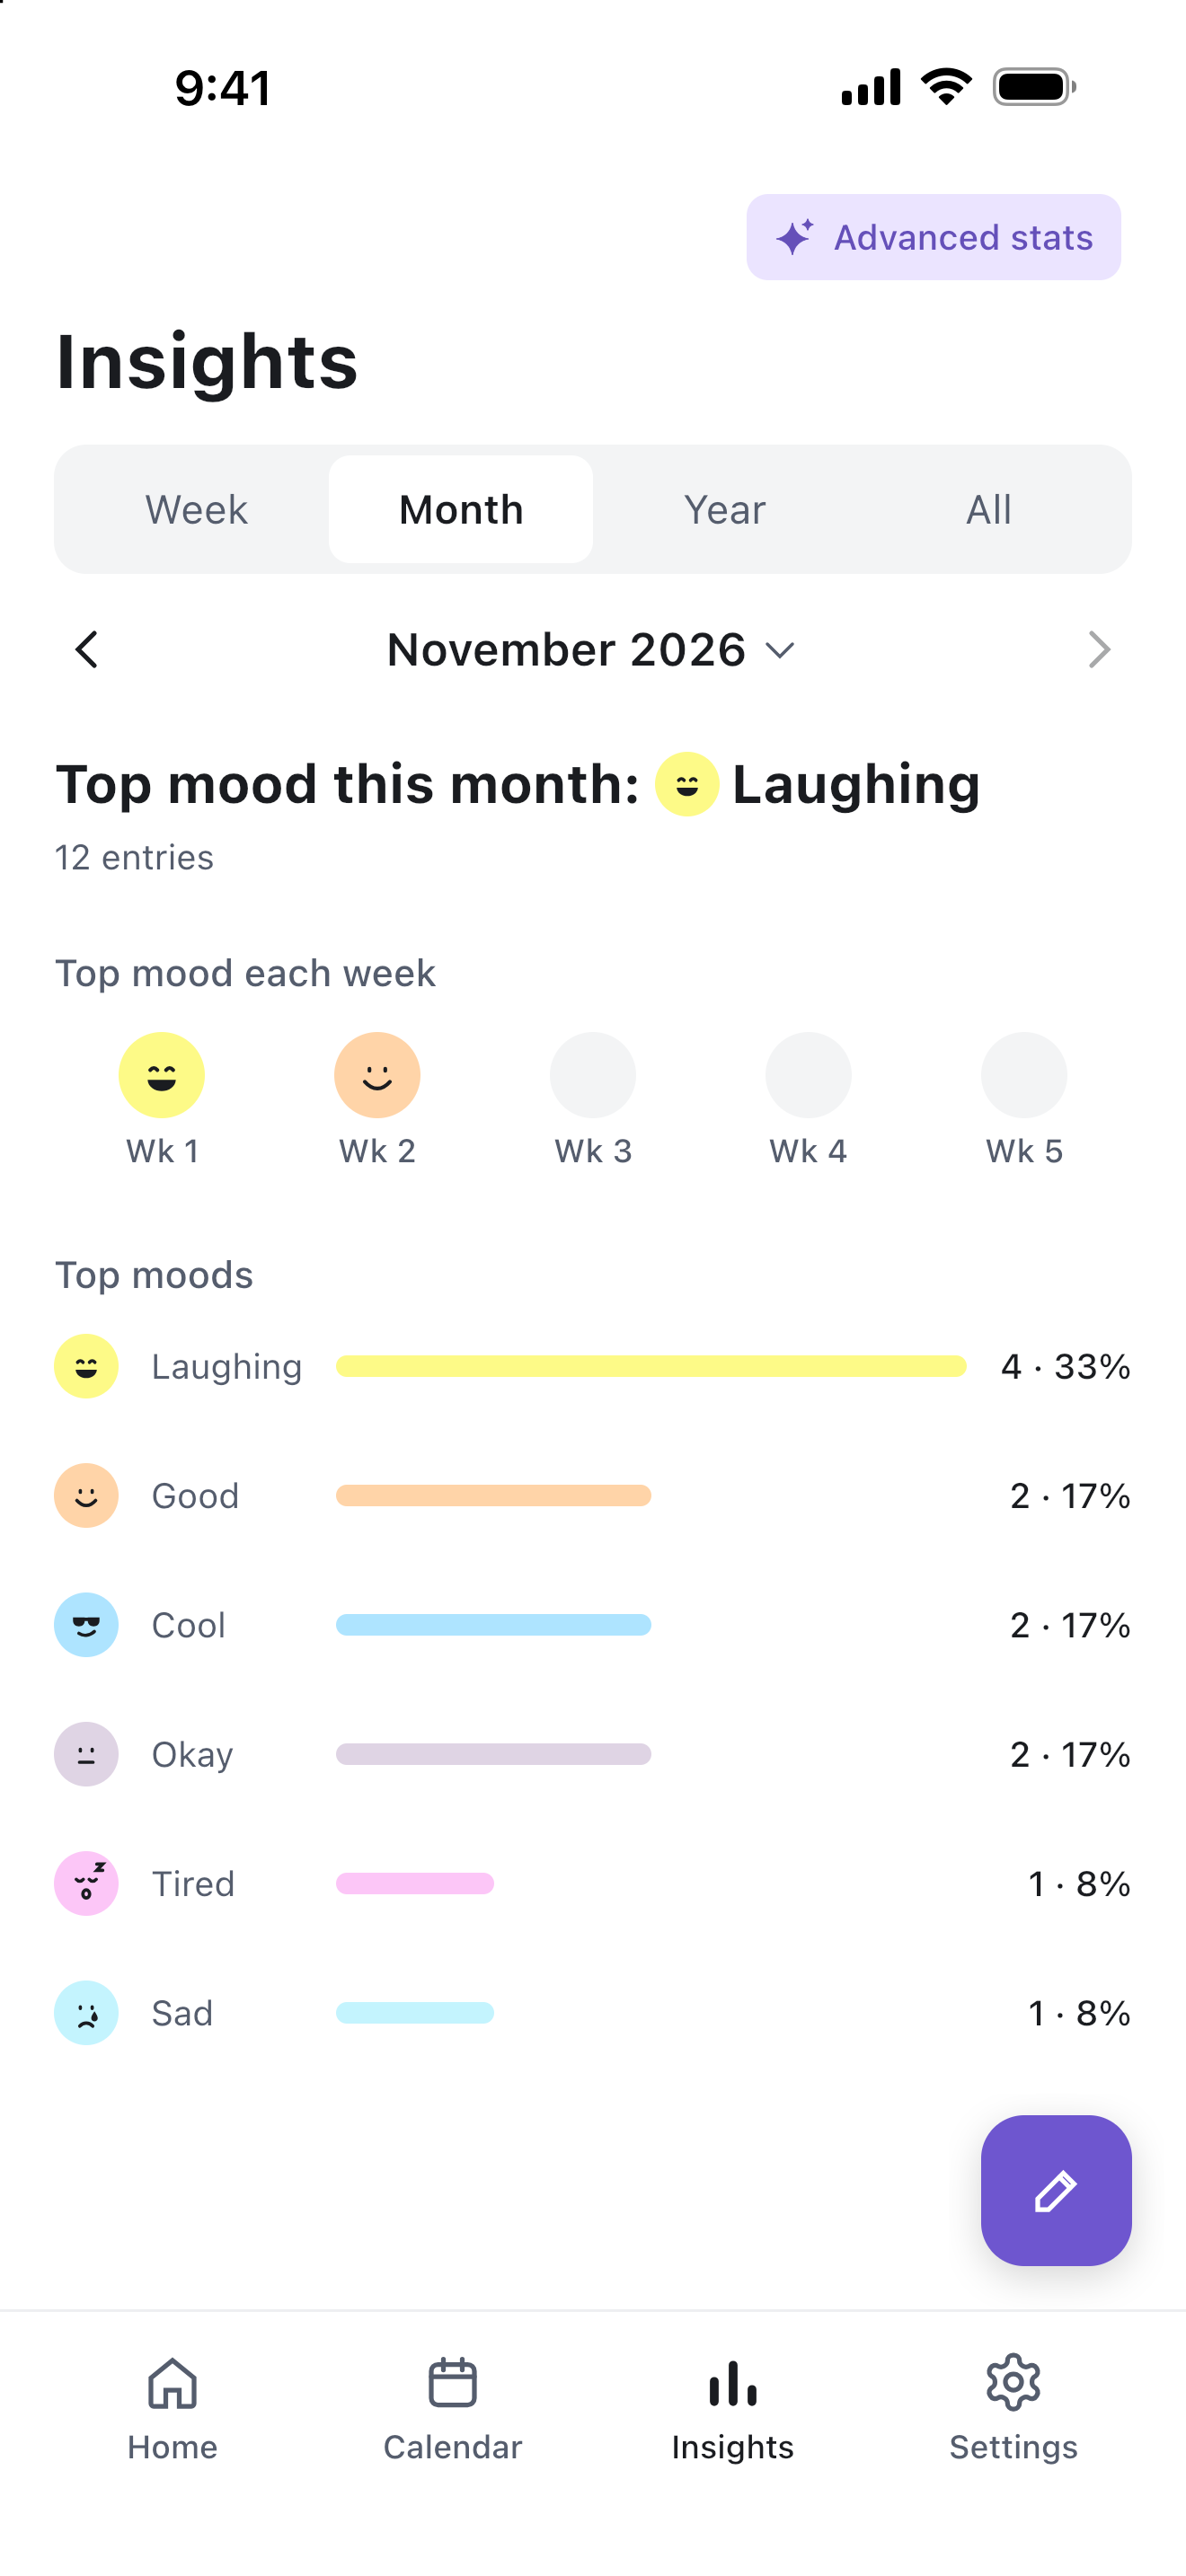 9:41
Advanced stats
Insights
Week Month Year All
November 2026
Top mood this month: Laughing
12 entries
Top mood each week
Wk 1 Wk 2 Wk 3 Wk 4 Wk 5
Top moods
Laughing 4 · 33%
Good 2 · 17%
Cool 2 · 17%
Okay 2 · 17%
Tired 1 · 8%
Sad 1 · 8%
Home Calendar Insights Settings